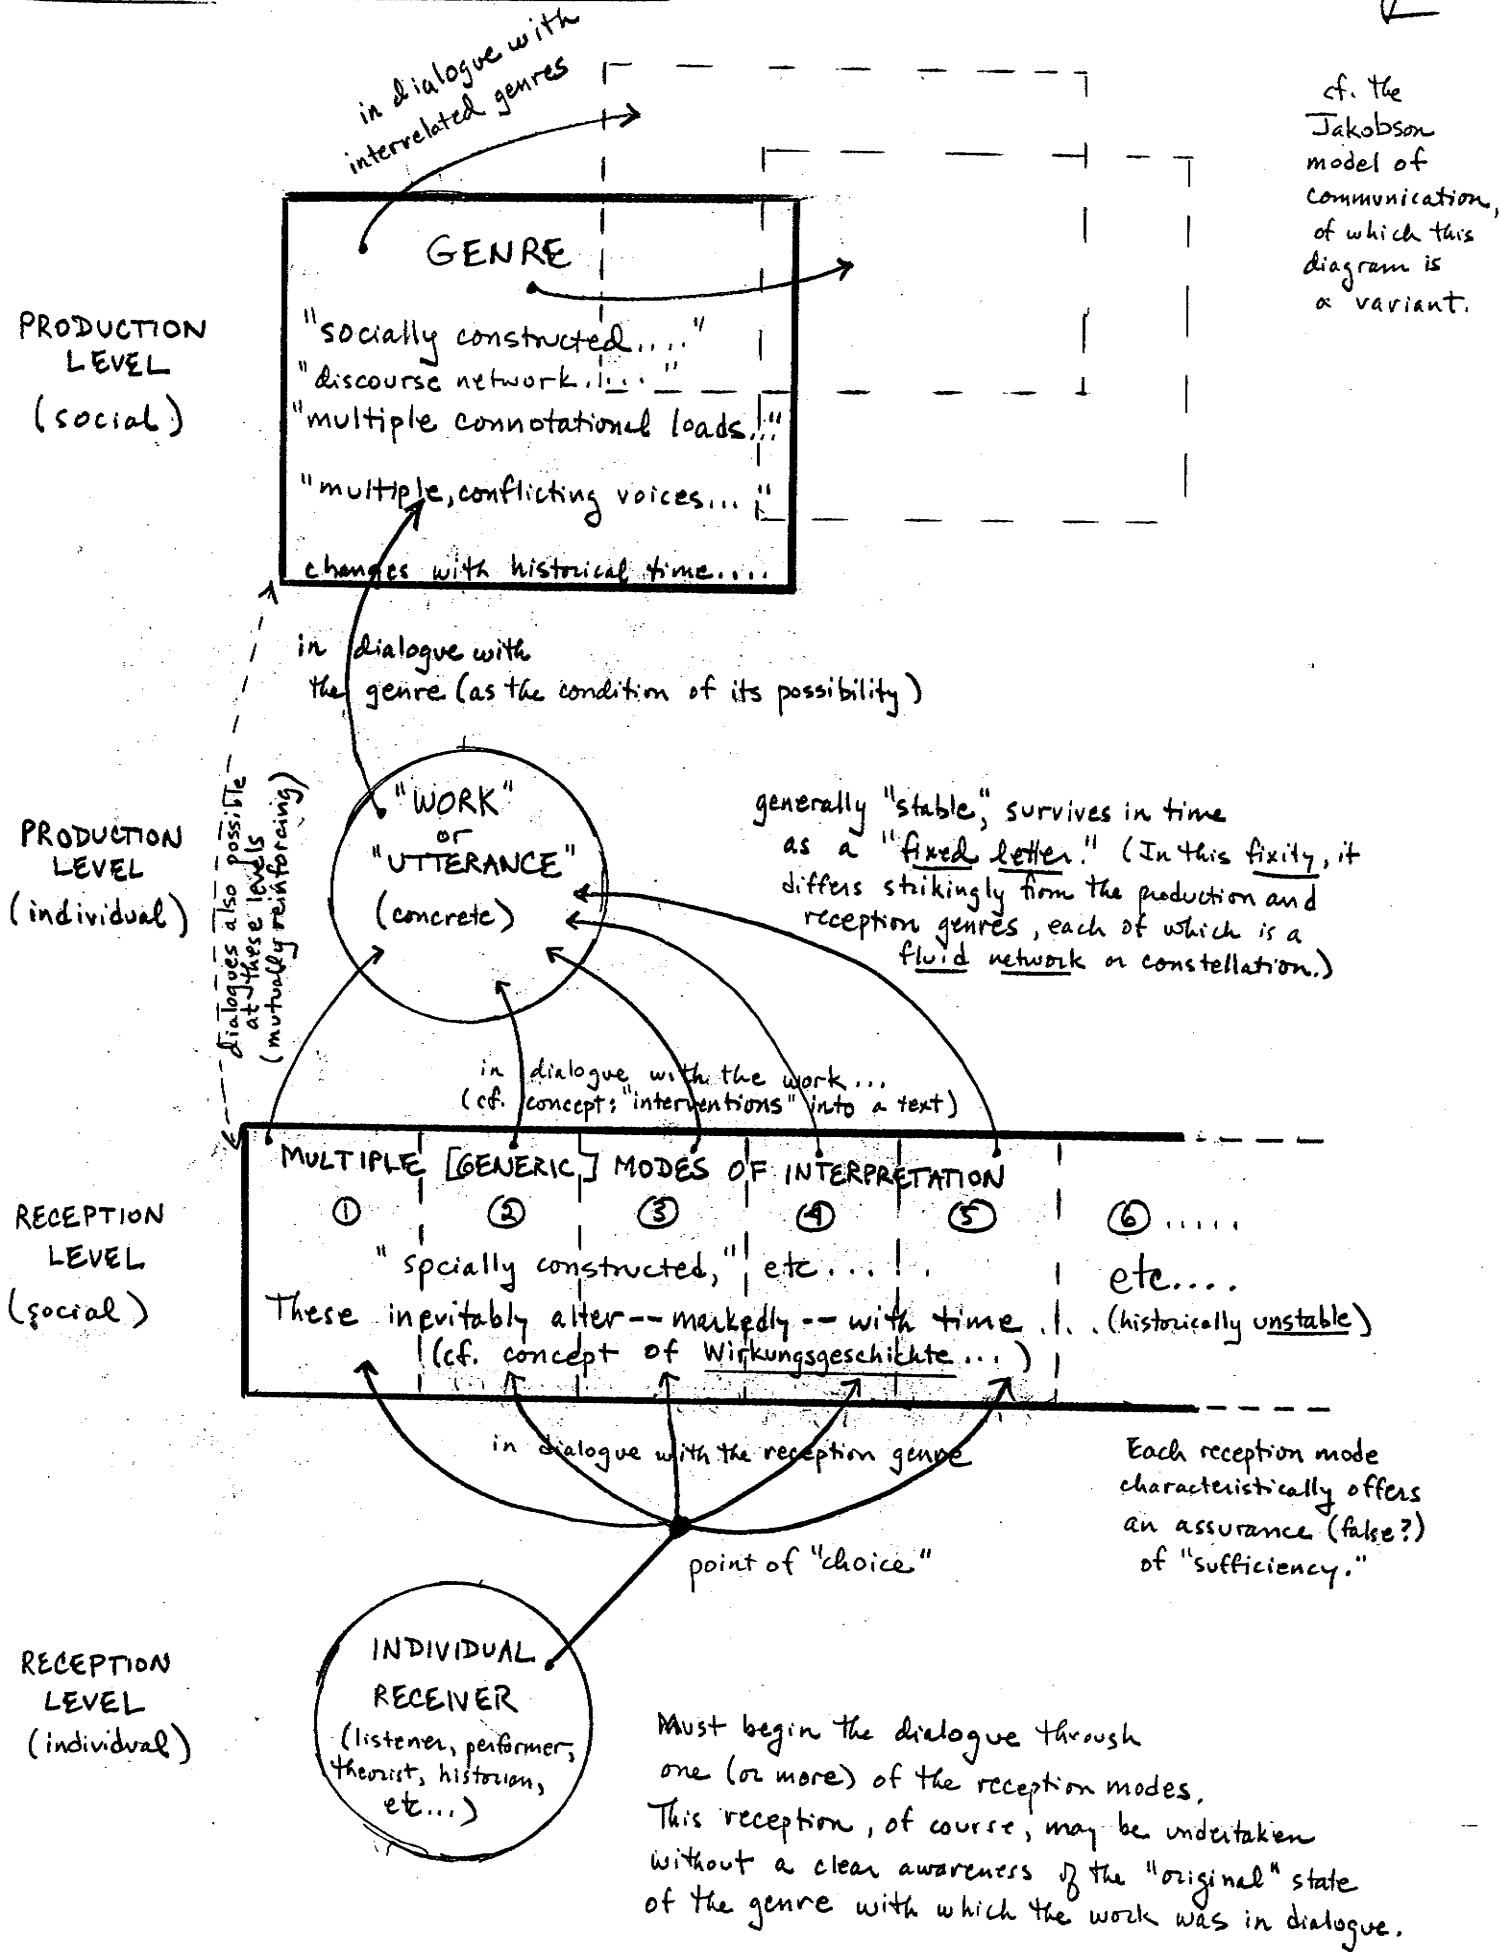 in dialogue with
interrelated genres
cf. the
Jakobson
model of
communication,
of which this
diagram is
a variant.
PRODUCTION
LEVEL
(social)
GENRE
"socially constructed...."
"discourse network....."
"multiple connotational loads..."
"multiple, conflicting voices..."
changes with historical time....
in dialogue with
the genre (as the condition of its possibility)
PRODUCTION
LEVEL
(individual)
dialogues also possible
at these levels
(mutually reinforcing)
"WORK"
or
"UTTERANCE"
(concrete)
generally "stable," survives in time
as a "fixed letter." (In this fixity, it
differs strikingly from the production and
reception genres, each of which is a
fluid network or constellation.)
in dialogue with the work...
(cf. concept: "interventions" into a text)
RECEPTION
LEVEL
(social)
MULTIPLE [GENERIC] MODES OF INTERPRETATION
① ② ③ ④ ⑤ ⑥ .....
"socially constructed," etc.... . etc....
These inevitably alter -- markedly -- with time ... (historically unstable)
(cf. concept of Wirkungsgeschichte...)
in dialogue with the reception genre
point of "choice"
Each reception mode
characteristically offers
an assurance (false?)
of "sufficiency."
RECEPTION
LEVEL
(individual)
INDIVIDUAL
RECEIVER
(listener, performer,
theorist, historian,
etc...)
Must begin the dialogue through
one (or more) of the reception modes.
This reception, of course, may be undertaken
without a clear awareness of the "original" state
of the genre with which the work was in dialogue.